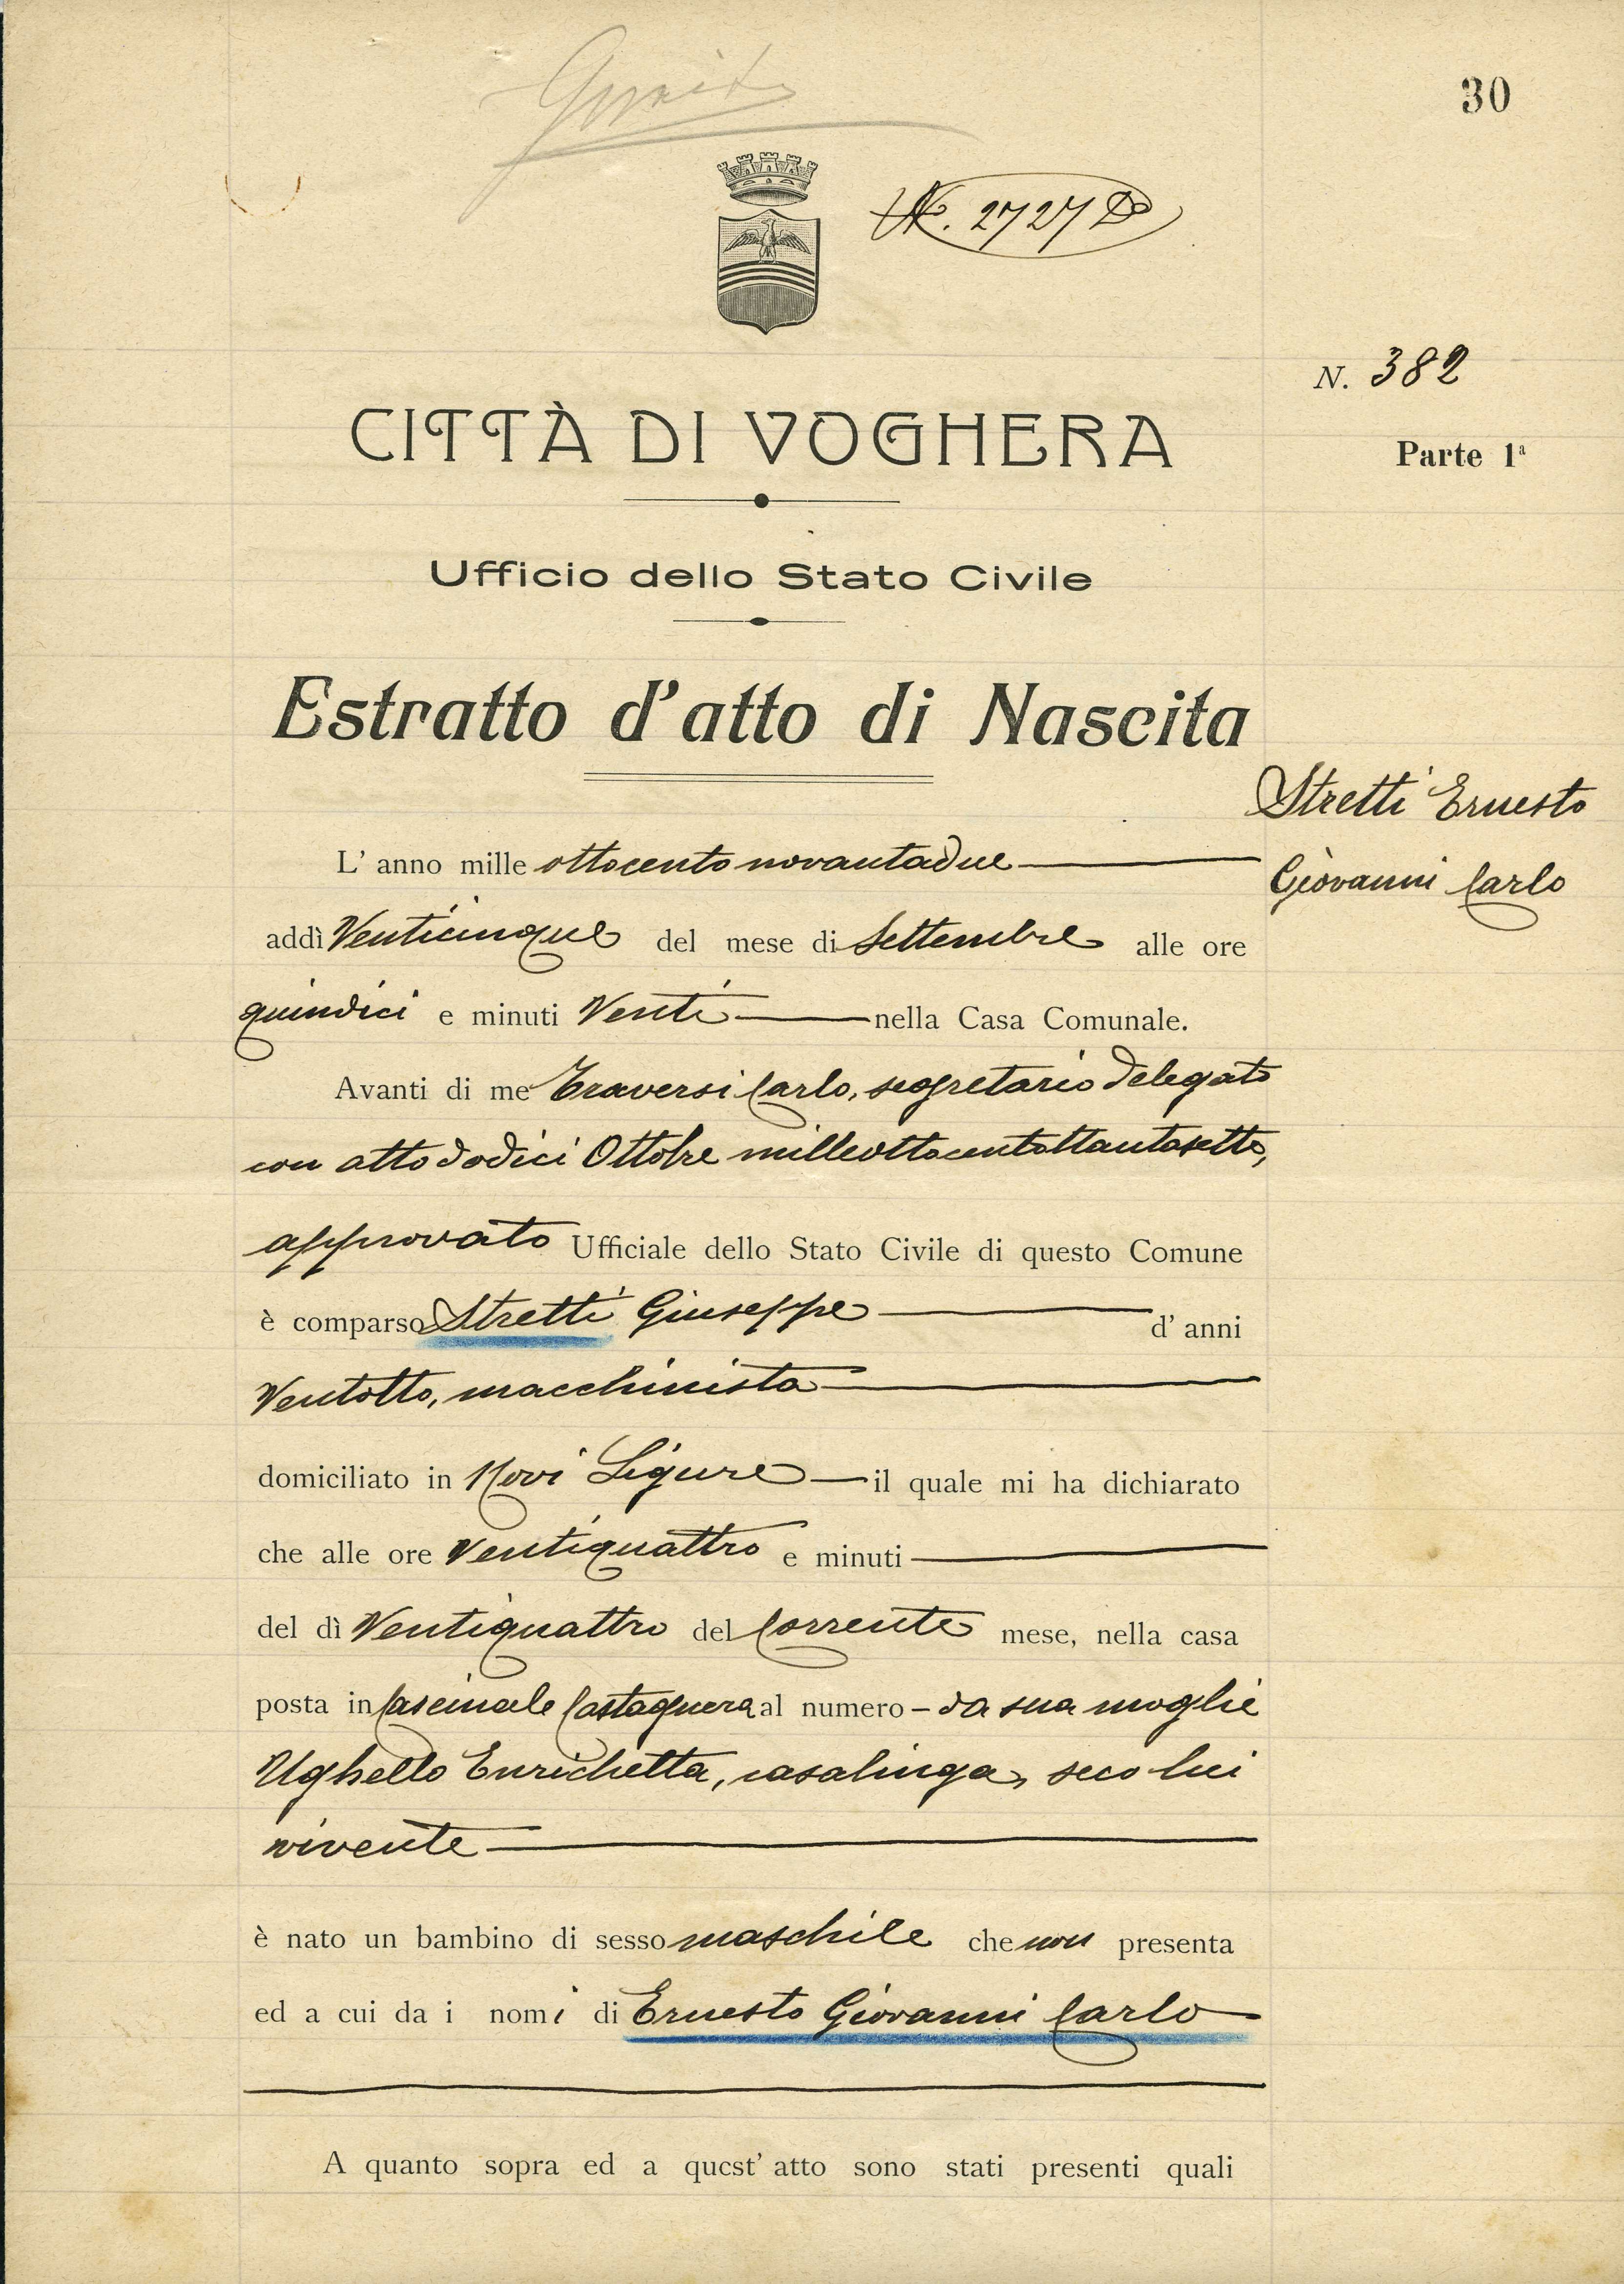 30
N. 2727
N. 382
CITTÀ DI VOGHERA
Parte 1ª
Ufficio dello Stato Civile
Estratto d'atto di Nascita
Stretti Ernesto
Giovanni Carlo
L' anno mille ottocento novantadue
addì Venticinque del mese di Settembre alle ore
quindici e minuti Venti nella Casa Comunale.
Avanti di me Traversi Carlo, segretario delegato
con atto dodici Ottobre milleottocentottantasette,
approvato Ufficiale dello Stato Civile di questo Comune
è comparso Stretti Giuseppe d' anni
Ventotto, macchinista
domiciliato in Novi Ligure il quale mi ha dichiarato
che alle ore Ventiquattro e minuti
del dì Ventiquattro del Corrente mese, nella casa
posta in Cascinale Castagnera al numero – da sua moglie
Ughetto Enrichetta, casalinga, seco lui
vivente
è nato un bambino di sesso maschile che non presenta
ed a cui da i nomi di Ernesto Giovanni Carlo
A quanto sopra ed a quest' atto sono stati presenti quali